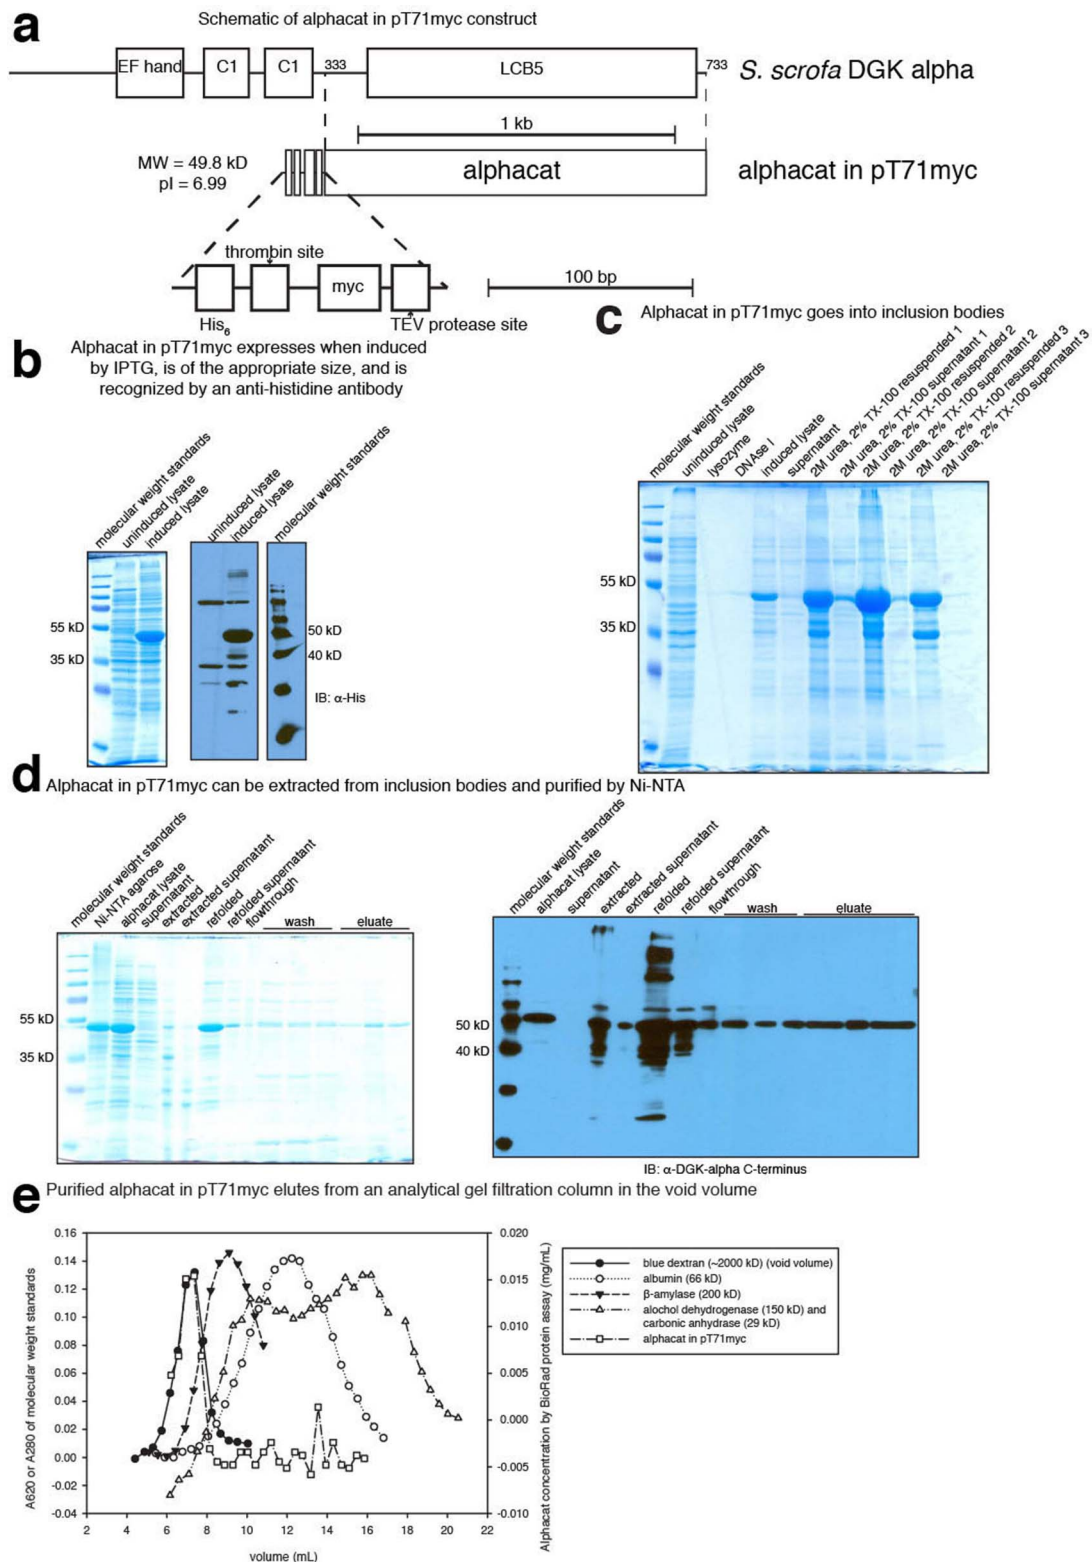 a
Schematic of alphacat in pT71myc construct
EF hand
C1
C1
333
LCB5
733
S. scrofa DGK alpha
1 kb
MW = 49.8 kD
pI = 6.99
alphacat
alphacat in pT71myc
thrombin site
myc
100 bp
His6
TEV protease site
b
Alphacat in pT71myc expresses when induced
by IPTG, is of the appropriate size, and is
recognized by an anti-histidine antibody
molecular weight standards
uninduced lysate
induced lysate
uninduced lysate
induced lysate
molecular weight standards
55 kD
35 kD
50 kD
40 kD
IB: α-His
c
Alphacat in pT71myc goes into inclusion bodies
molecular weight standards
uninduced lysate
lysozyme
DNAse I
induced lysate
supernatant
2M urea, 2% TX-100 resuspended 1
2M urea, 2% TX-100 supernatant 1
2M urea, 2% TX-100 resuspended 2
2M urea, 2% TX-100 supernatant 2
2M urea, 2% TX-100 resuspended 3
2M urea, 2% TX-100 supernatant 3
55 kD
35 kD
d
Alphacat in pT71myc can be extracted from inclusion bodies and purified by Ni-NTA
molecular weight standards
Ni-NTA agarose
alphacat lysate
supernatant
extracted
extracted supernatant
refolded
refolded supernatant
flowthrough
wash
eluate
55 kD
35 kD
molecular weight standards
alphacat lysate
supernatant
extracted
extracted supernatant
refolded
refolded supernatant
flowthrough
wash
eluate
50 kD
40 kD
IB: α-DGK-alpha C-terminus
e
Purified alphacat in pT71myc elutes from an analytical gel filtration column in the void volume
A620 or A280 of molecular weight standards
0.16
0.14
0.12
0.10
0.08
0.06
0.04
0.02
0.00
-0.02
-0.04
2 4 6 8 10 12 14 16 18 20 22
volume (mL)
0.020
0.015
0.010
0.005
0.000
-0.005
-0.010
Alphacat concentration by BioRad protein assay (mg/mL)
blue dextran (~2000 kD) (void volume)
albumin (66 kD)
β-amylase (200 kD)
alochol dehydrogenase (150 kD) and
carbonic anhydrase (29 kD)
alphacat in pT71myc